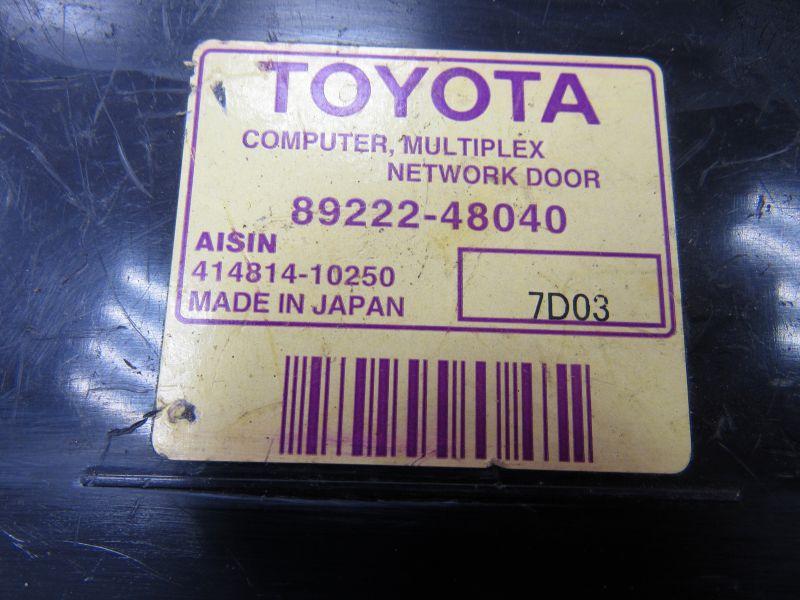 TOYOTA
COMPUTER, MULTIPLEX
NETWORK DOOR
89222-48040
AISIN
414814-10250
MADE IN JAPAN
7D03